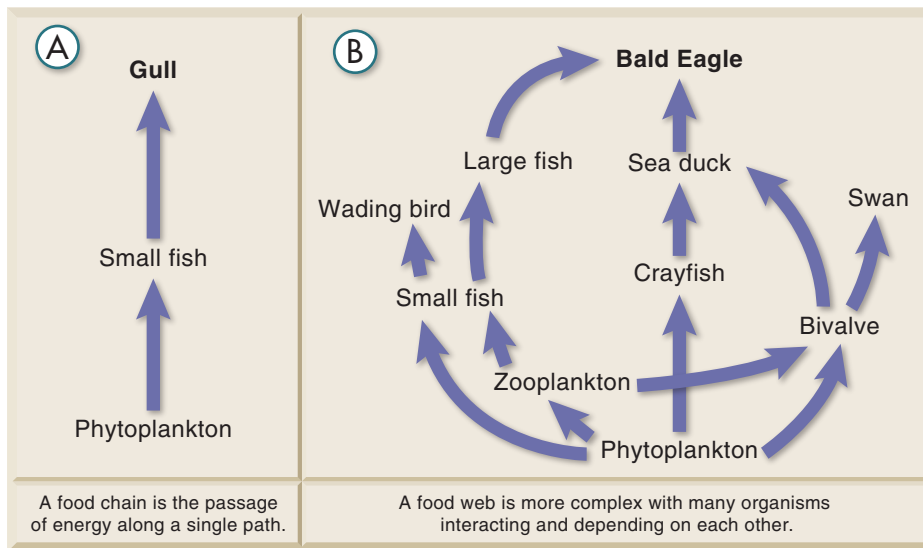 A
Gull
Small fish
Phytoplankton
A food chain is the passage
of energy along a single path.
B
Bald Eagle
Large fish
Sea duck
Wading bird
Swan
Small fish
Crayfish
Bivalve
Zooplankton
Phytoplankton
A food web is more complex with many organisms
interacting and depending on each other.